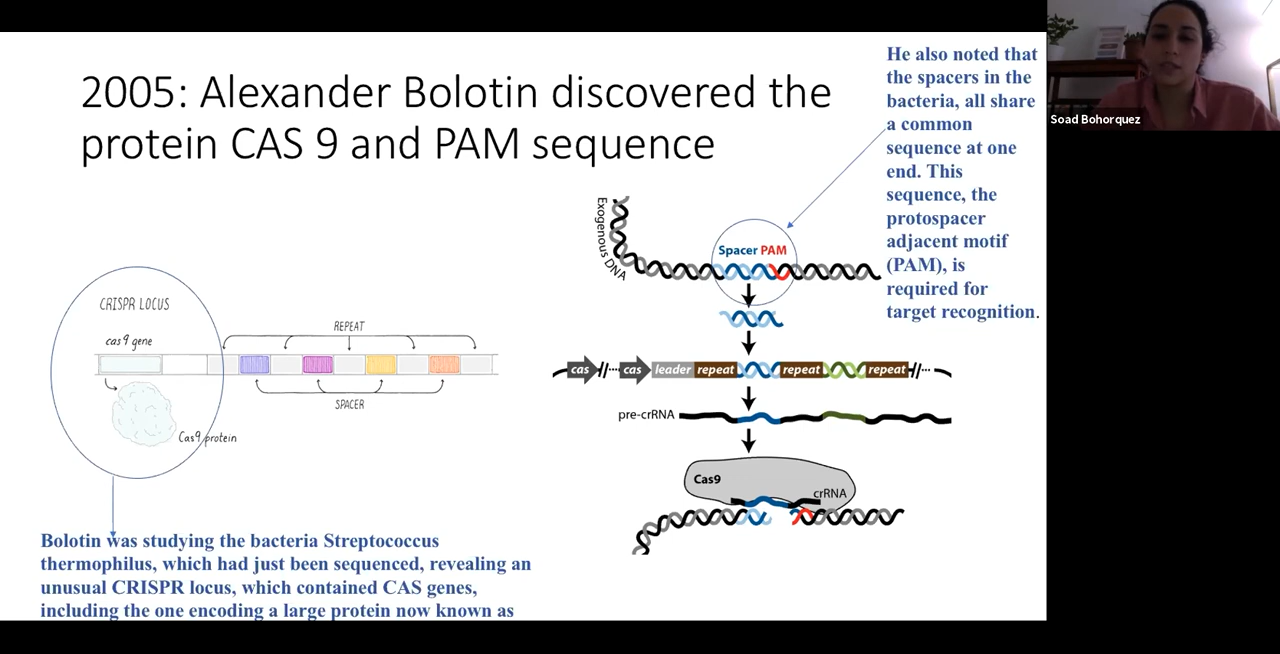 2005: Alexander Bolotin discovered the
protein CAS 9 and PAM sequence
He also noted that
the spacers in the
bacteria, all share
a common
sequence at one
end. This
sequence, the
protospacer
adjacent motif
(PAM), is
required for
target recognition.
Soad Bohorquez
CRISPR LOCUS
cas9 gene
REPEAT
SPACER
Cas9 protein
Exogenous DNA
Spacer PAM
cas //··· cas leader repeat repeat repeat //···
pre-crRNA
Cas9
crRNA
Bolotin was studying the bacteria Streptococcus
thermophilus, which had just been sequenced, revealing an
unusual CRISPR locus, which contained CAS genes,
including the one encoding a large protein now known as